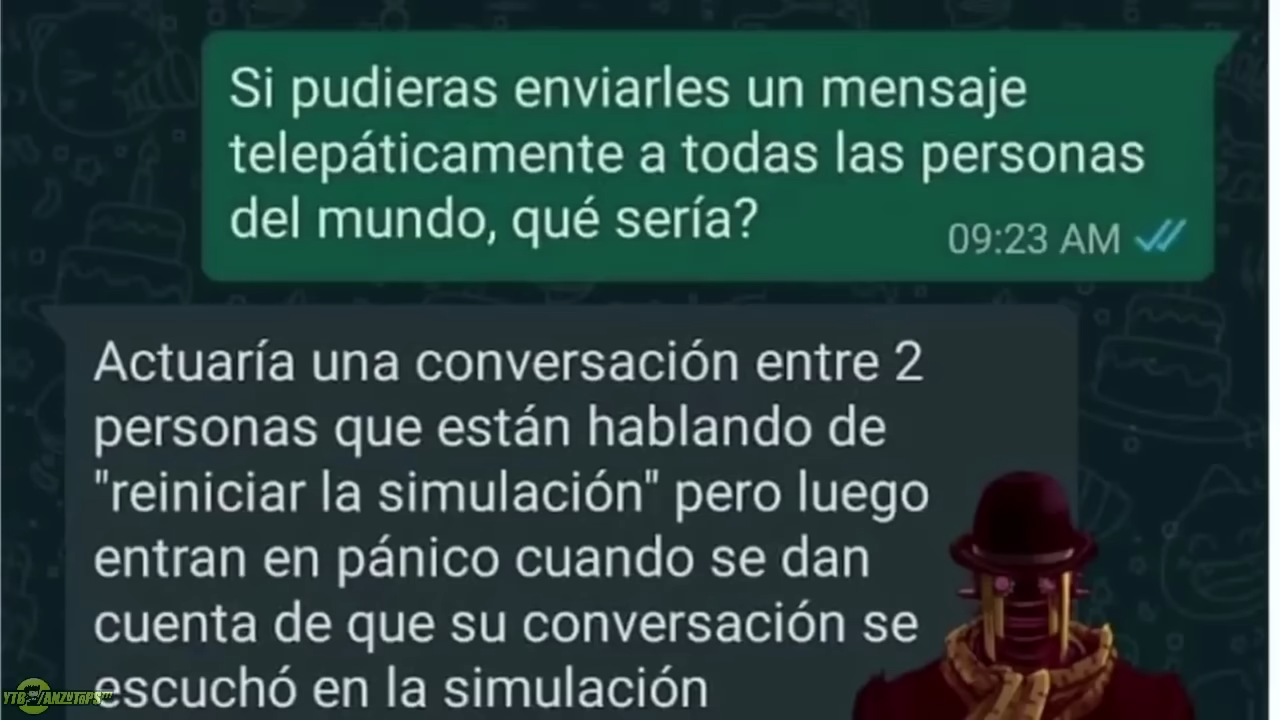 Si pudieras enviarles un mensaje
telepáticamente a todas las personas
del mundo, qué sería?
09:23 AM
Actuaría una conversación entre 2
personas que están hablando de
"reiniciar la simulación" pero luego
entran en pánico cuando se dan
cuenta de que su conversación se
escuchó en la simulación